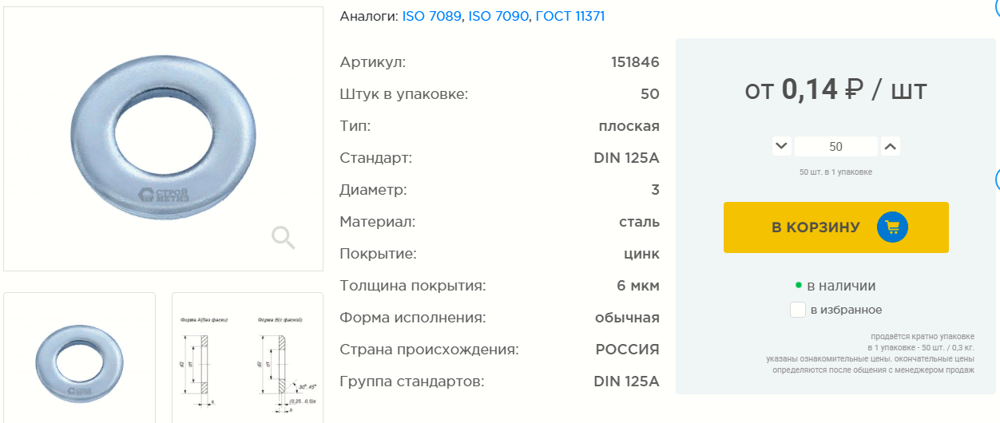 Аналоги: ISO 7089, ISO 7090, ГОСТ 11371
Артикул: 151846
Штук в упаковке: 50
Тип: плоская
Стандарт: DIN 125А
Диаметр: 3
Материал: сталь
Покрытие: цинк
Толщина покрытия: 6 мкм
Форма исполнения: обычная
Страна происхождения: РОССИЯ
Группа стандартов: DIN 125А
от 0,14 ₽ / шт
50
50 шт. в 1 упаковке
В КОРЗИНУ
в наличии
в избранное
продаётся кратно упаковке
в 1 упаковке - 50 шт. / 0,3 кг.
указаны ознакомительные цены. окончательные цены
определяются после общения с менеджером продаж
СТРОЙ
МЕТИЗ
СТРОЙ
МЕТИЗ
Форма А(без фаски) Форма В(с фаской)
d2 d1 d2 d1
30°..45°
s (0,25...0,5)s
s